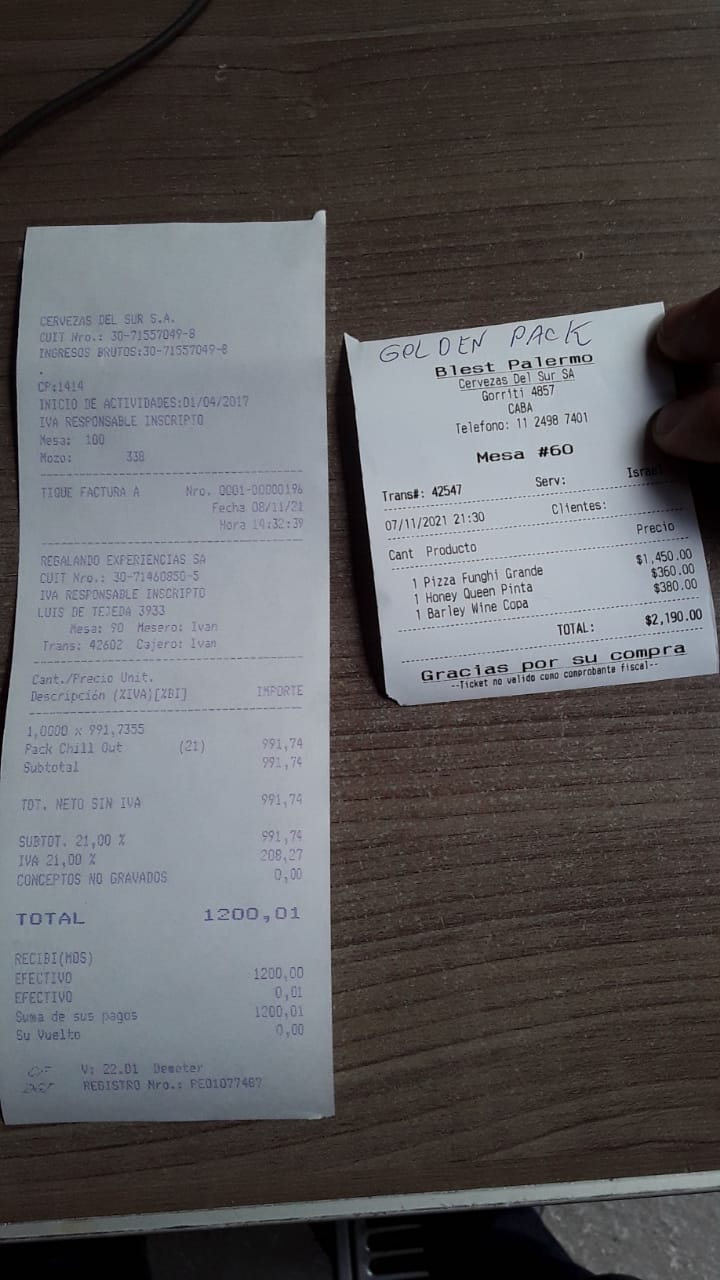 CERVEZAS DEL SUR S.A.
CUIT Nro.: 30-71557049-8
INGRESOS BRUTOS:30-71557049-8
.
CP:1414
INICIO DE ACTIVIDADES:01/04/2017
IVA RESPONSABLE INSCRIPTO
Mesa: 100
Mozo: 338
TIQUE FACTURA A Nro. 0001-00000196
Fecha 08/11/21
Hora 14:32:39
REGALANDO EXPERIENCIAS SA
CUIT Nro.: 30-71460850-5
IVA RESPONSABLE INSCRIPTO
LUIS DE TEJEDA 3933
Mesa: 90 Mesero: Ivan
Trans: 42602 Cajero: Ivan
Cant./Precio Unit.
Descripción (%IVA)[%BI] IMPORTE
1,0000 x 991,7355
Pack Chill Out (21) 991,74
Subtotal 991,74
TOT. NETO SIN IVA 991,74
SUBTOT. 21,00 % 991,74
IVA 21,00 % 208,27
CONCEPTOS NO GRAVADOS 0,00
TOTAL 1200,01
RECIBI(MOS)
EFECTIVO 1200,00
EFECTIVO 0,01
Suma de sus pagos 1200,01
Su Vuelto 0,00
V: 22.01 Demeter
REGISTRO Nro.: PEO1077467
GOLDEN PACK
Blest Palermo
Cervezas Del Sur SA
Gorriti 4857
CABA
Telefono: 11 2498 7401
Mesa #60
Trans#: 42547 Serv: Israel
07/11/2021 21:30 Clientes:
Cant Producto Precio
1 Pizza Funghi Grande $1,450.00
1 Honey Queen Pinta $360.00
1 Barley Wine Copa $380.00
TOTAL: $2,190.00
Gracias por su compra
--Ticket no valido como comprobante fiscal--